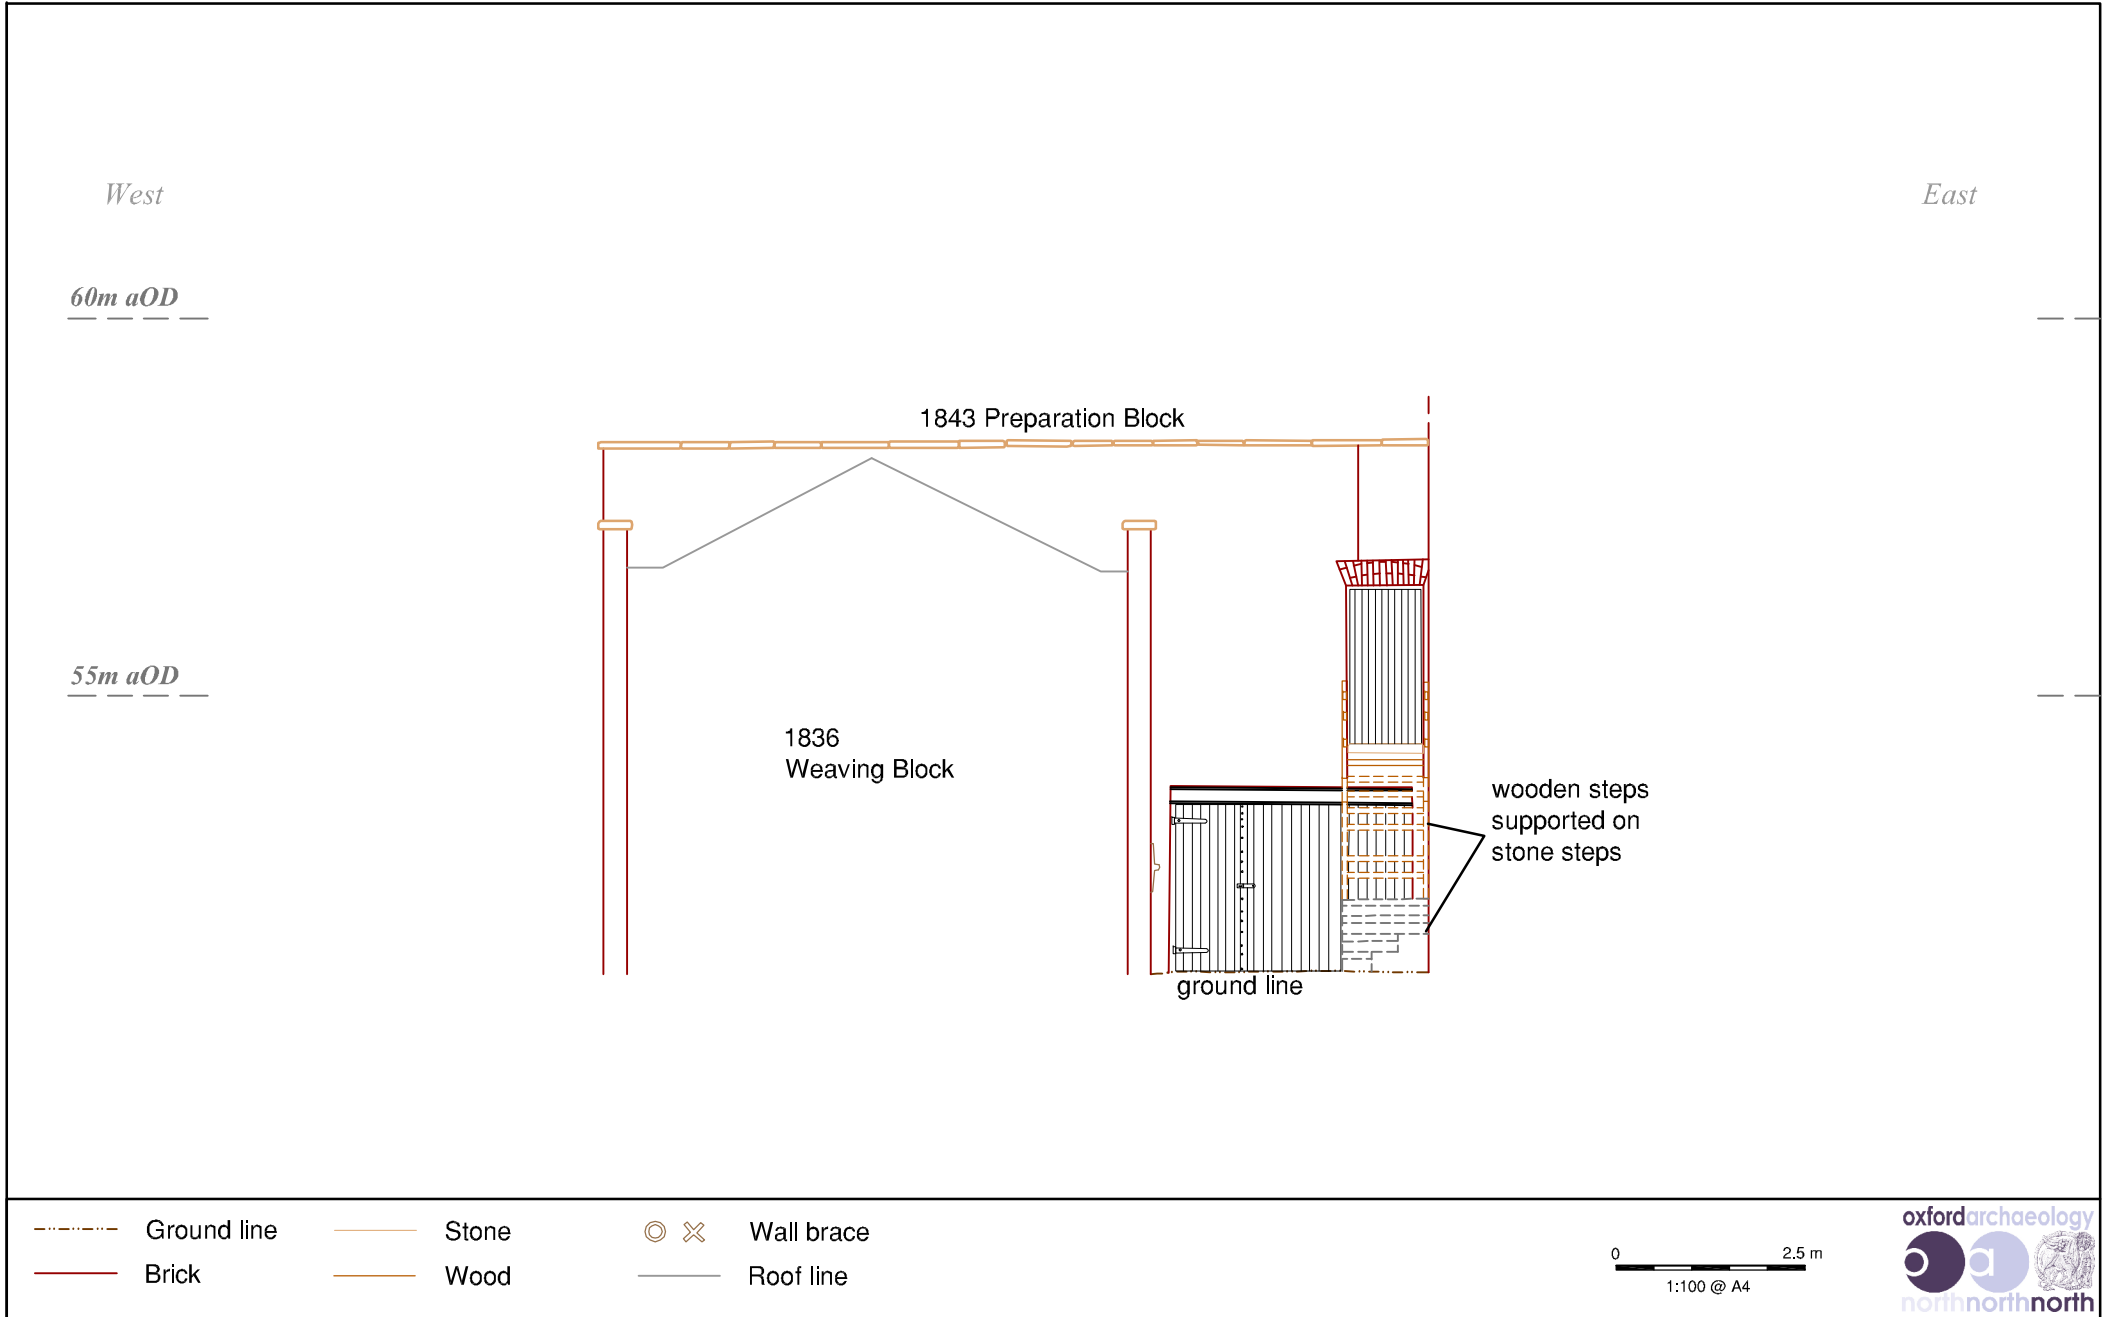 West
East
60m aOD
1843 Preparation Block
55m aOD
1836
Weaving Block
wooden steps
supported on
stone steps
ground line
Ground line
Stone
Wall brace
Brick
Wood
Roof line
0
2.5 m
1:100 @ A4
oxfordarchaeology
oa
northnorthnorth